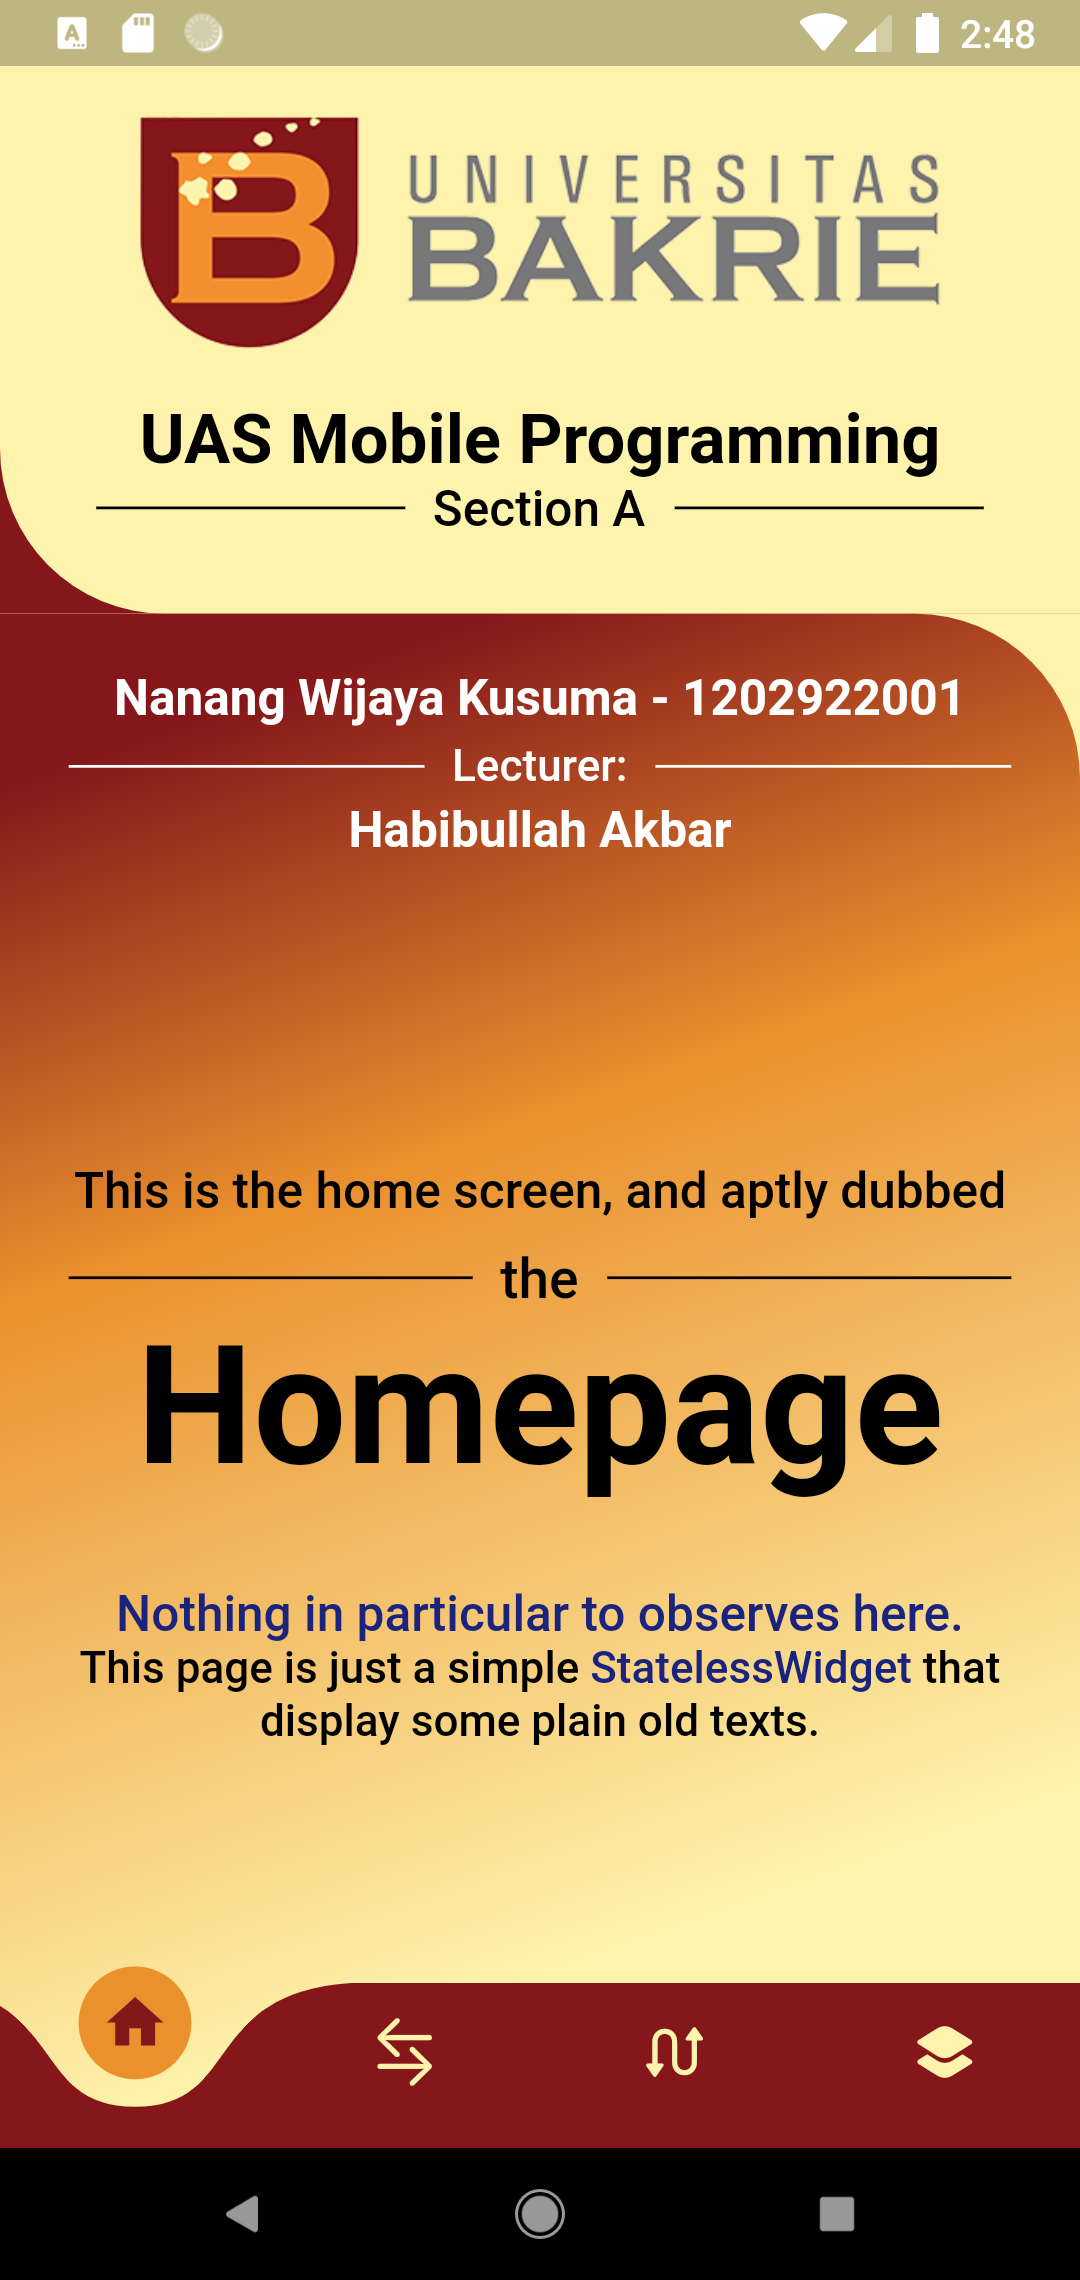 2:48
B
UNIVERSITAS
BAKRIE
UAS Mobile Programming
Section A
Nanang Wijaya Kusuma - 1202922001
Lecturer:
Habibullah Akbar
This is the home screen, and aptly dubbed
the
Homepage
Nothing in particular to observes here.
This page is just a simple StatelessWidget that
display some plain old texts.